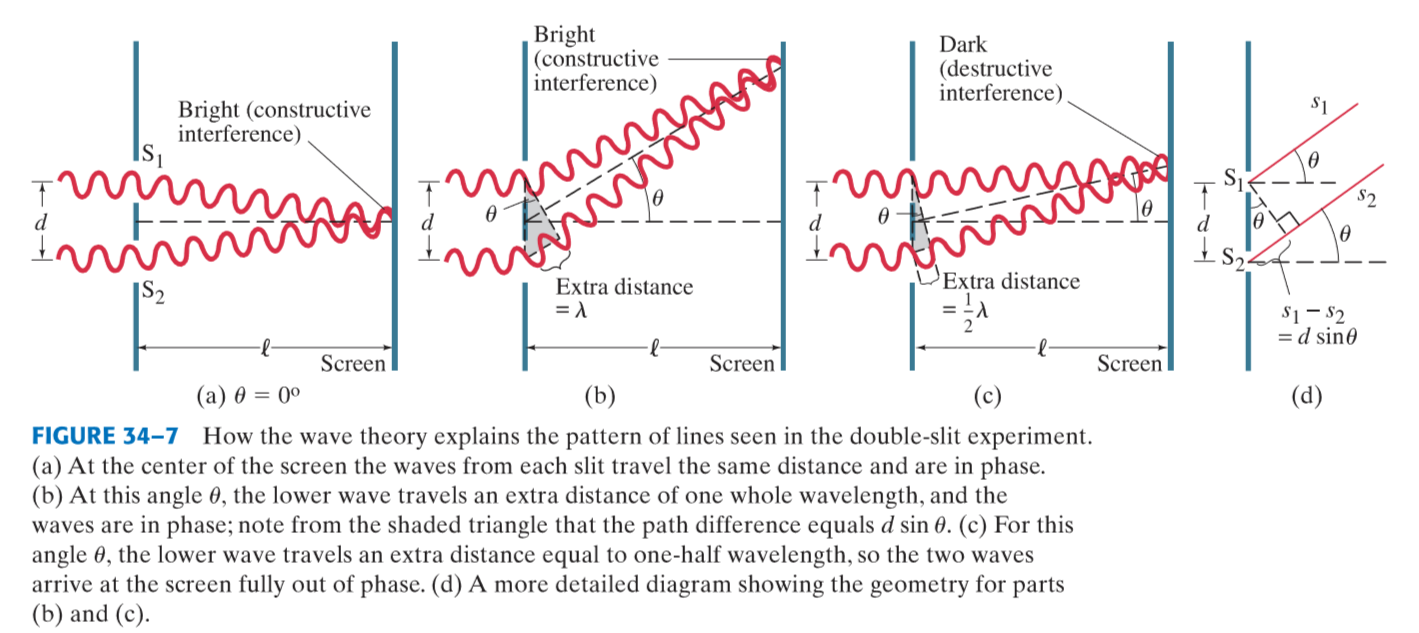 Bright (constructive
interference)
S1
d
S2
ℓ
Screen
(a) θ = 0°
Bright
(constructive
interference)
d
θ
θ
Extra distance
= λ
ℓ
Screen
(b)
Dark
(destructive
interference)
d
θ
θ
Extra distance
= 1/2 λ
ℓ
Screen
(c)
s1
θ
S1
s2
d
θ
θ
S2
s1 − s2
= d sinθ
(d)
FIGURE 34–7 How the wave theory explains the pattern of lines seen in the double-slit experiment.
(a) At the center of the screen the waves from each slit travel the same distance and are in phase.
(b) At this angle θ, the lower wave travels an extra distance of one whole wavelength, and the
waves are in phase; note from the shaded triangle that the path difference equals d sin θ. (c) For this
angle θ, the lower wave travels an extra distance equal to one-half wavelength, so the two waves
arrive at the screen fully out of phase. (d) A more detailed diagram showing the geometry for parts
(b) and (c).